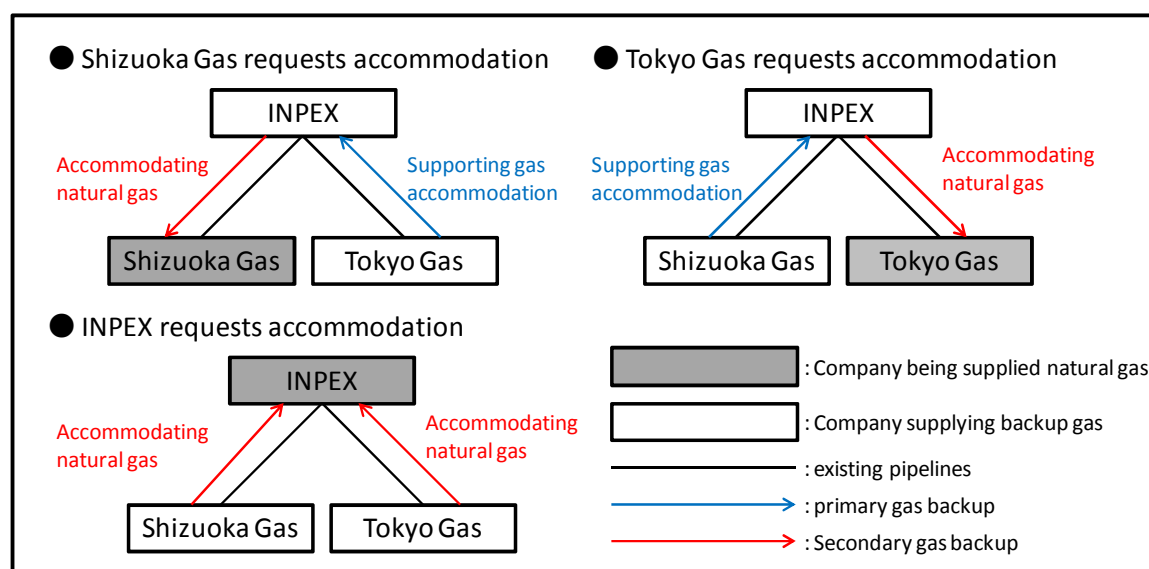 ● Shizuoka Gas requests accommodation
INPEX
Accommodating
natural gas
Supporting gas
accommodation
Shizuoka Gas
Tokyo Gas
● Tokyo Gas requests accommodation
INPEX
Supporting gas
accommodation
Accommodating
natural gas
Shizuoka Gas
Tokyo Gas
● INPEX requests accommodation
INPEX
Accommodating
natural gas
Accommodating
natural gas
Shizuoka Gas
Tokyo Gas
: Company being supplied natural gas
: Company supplying backup gas
: existing pipelines
: primary gas backup
: Secondary gas backup